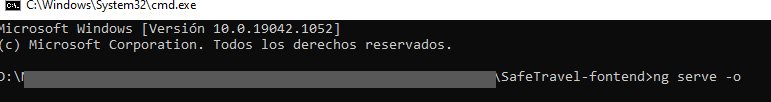 C:\Windows\System32\cmd.exe
Microsoft Windows [Versión 10.0.19042.1052]
(c) Microsoft Corporation. Todos los derechos reservados.
D:\ \SafeTravel-fontend>ng serve -o